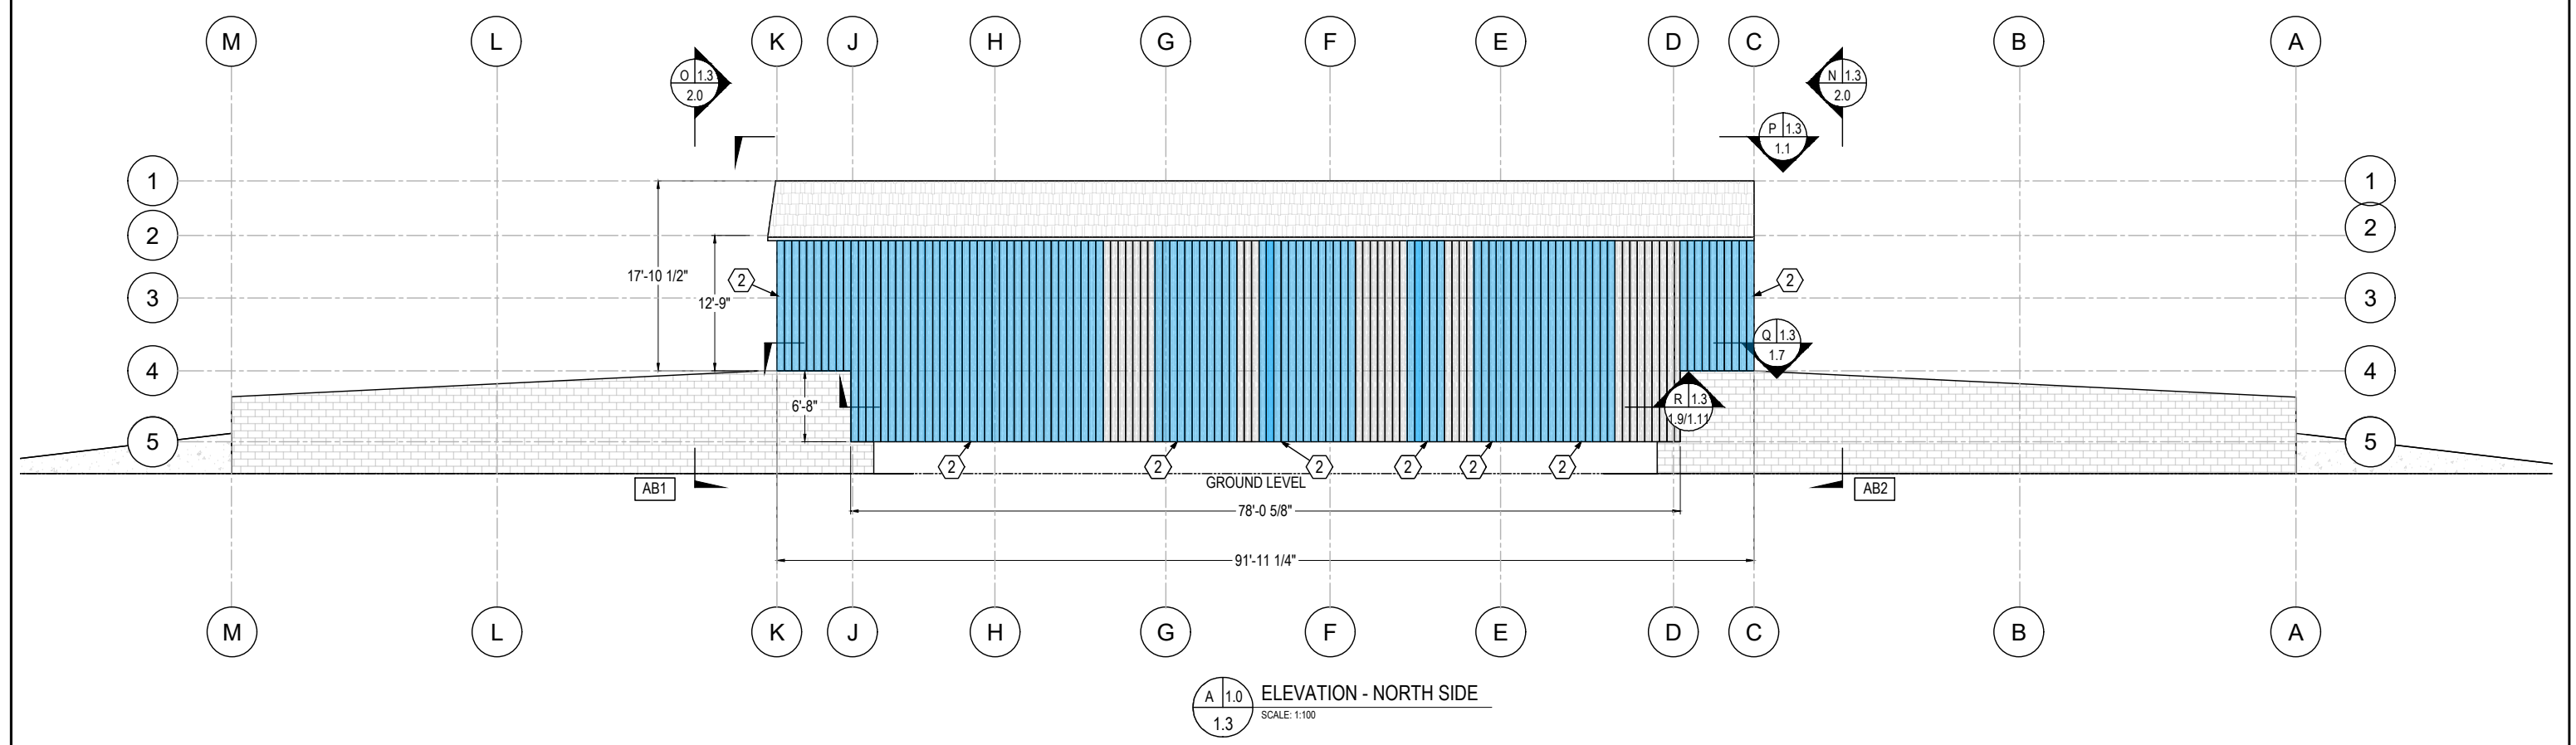 M L K J H G F E D C B A
O 1.3
2.0
N 1.3
2.0
P 1.3
1.1
1 1
2 2
17'-10 1/2"
12'-9"
2
2
3 3
Q 1.3
1.7
4 4
6'-8"
R 1.3
1.9/1.11
5 5
2 2 2 2 2 2
GROUND LEVEL
AB1
AB2
78'-0 5/8"
91'-11 1/4"
M L K J H G F E D C B A
A 1.0
1.3
ELEVATION - NORTH SIDE
SCALE: 1:100